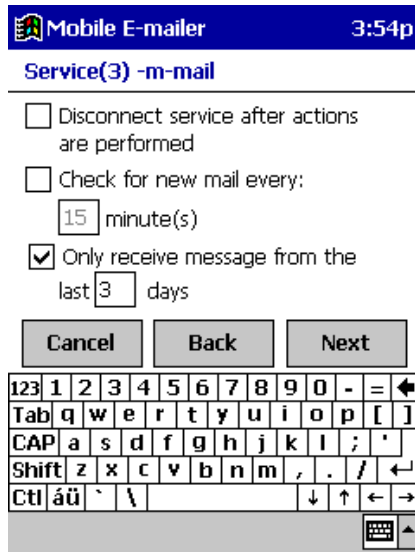 Mobile E-mailer 3:54p
Service(3) -m-mail
Disconnect service after actions
are performed
Check for new mail every:
15 minute(s)
Only receive message from the
last 3 days
Cancel Back Next
123 1 2 3 4 5 6 7 8 9 0 - = 
Tab q w e r t y u i o p [ ]
CAP a s d f g h j k l ; '
Shift z x c v b n m , . / ↵
Ctl áü ` \ ↓ ↑ ← →